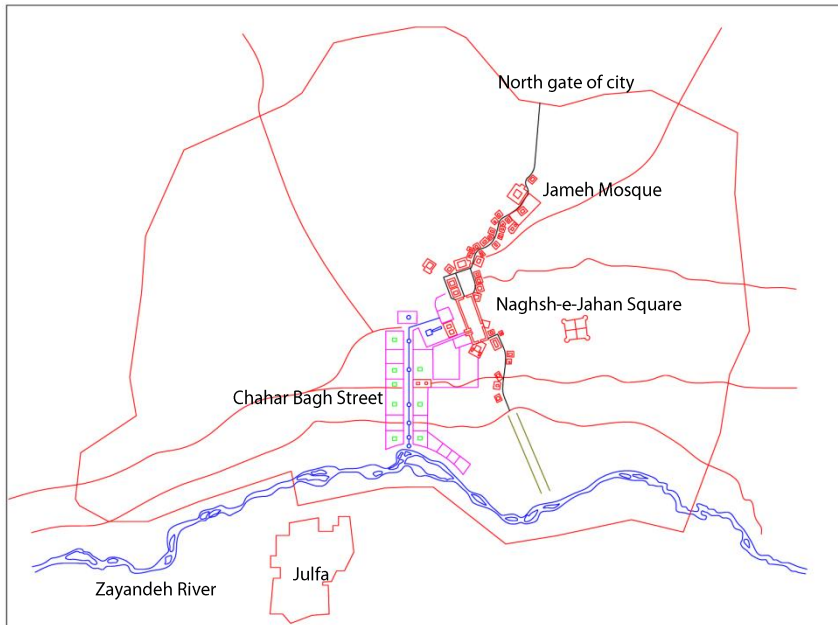 North gate of city
Jameh Mosque
Naghsh-e-Jahan Square
Chahar Bagh Street
Julfa
Zayandeh River